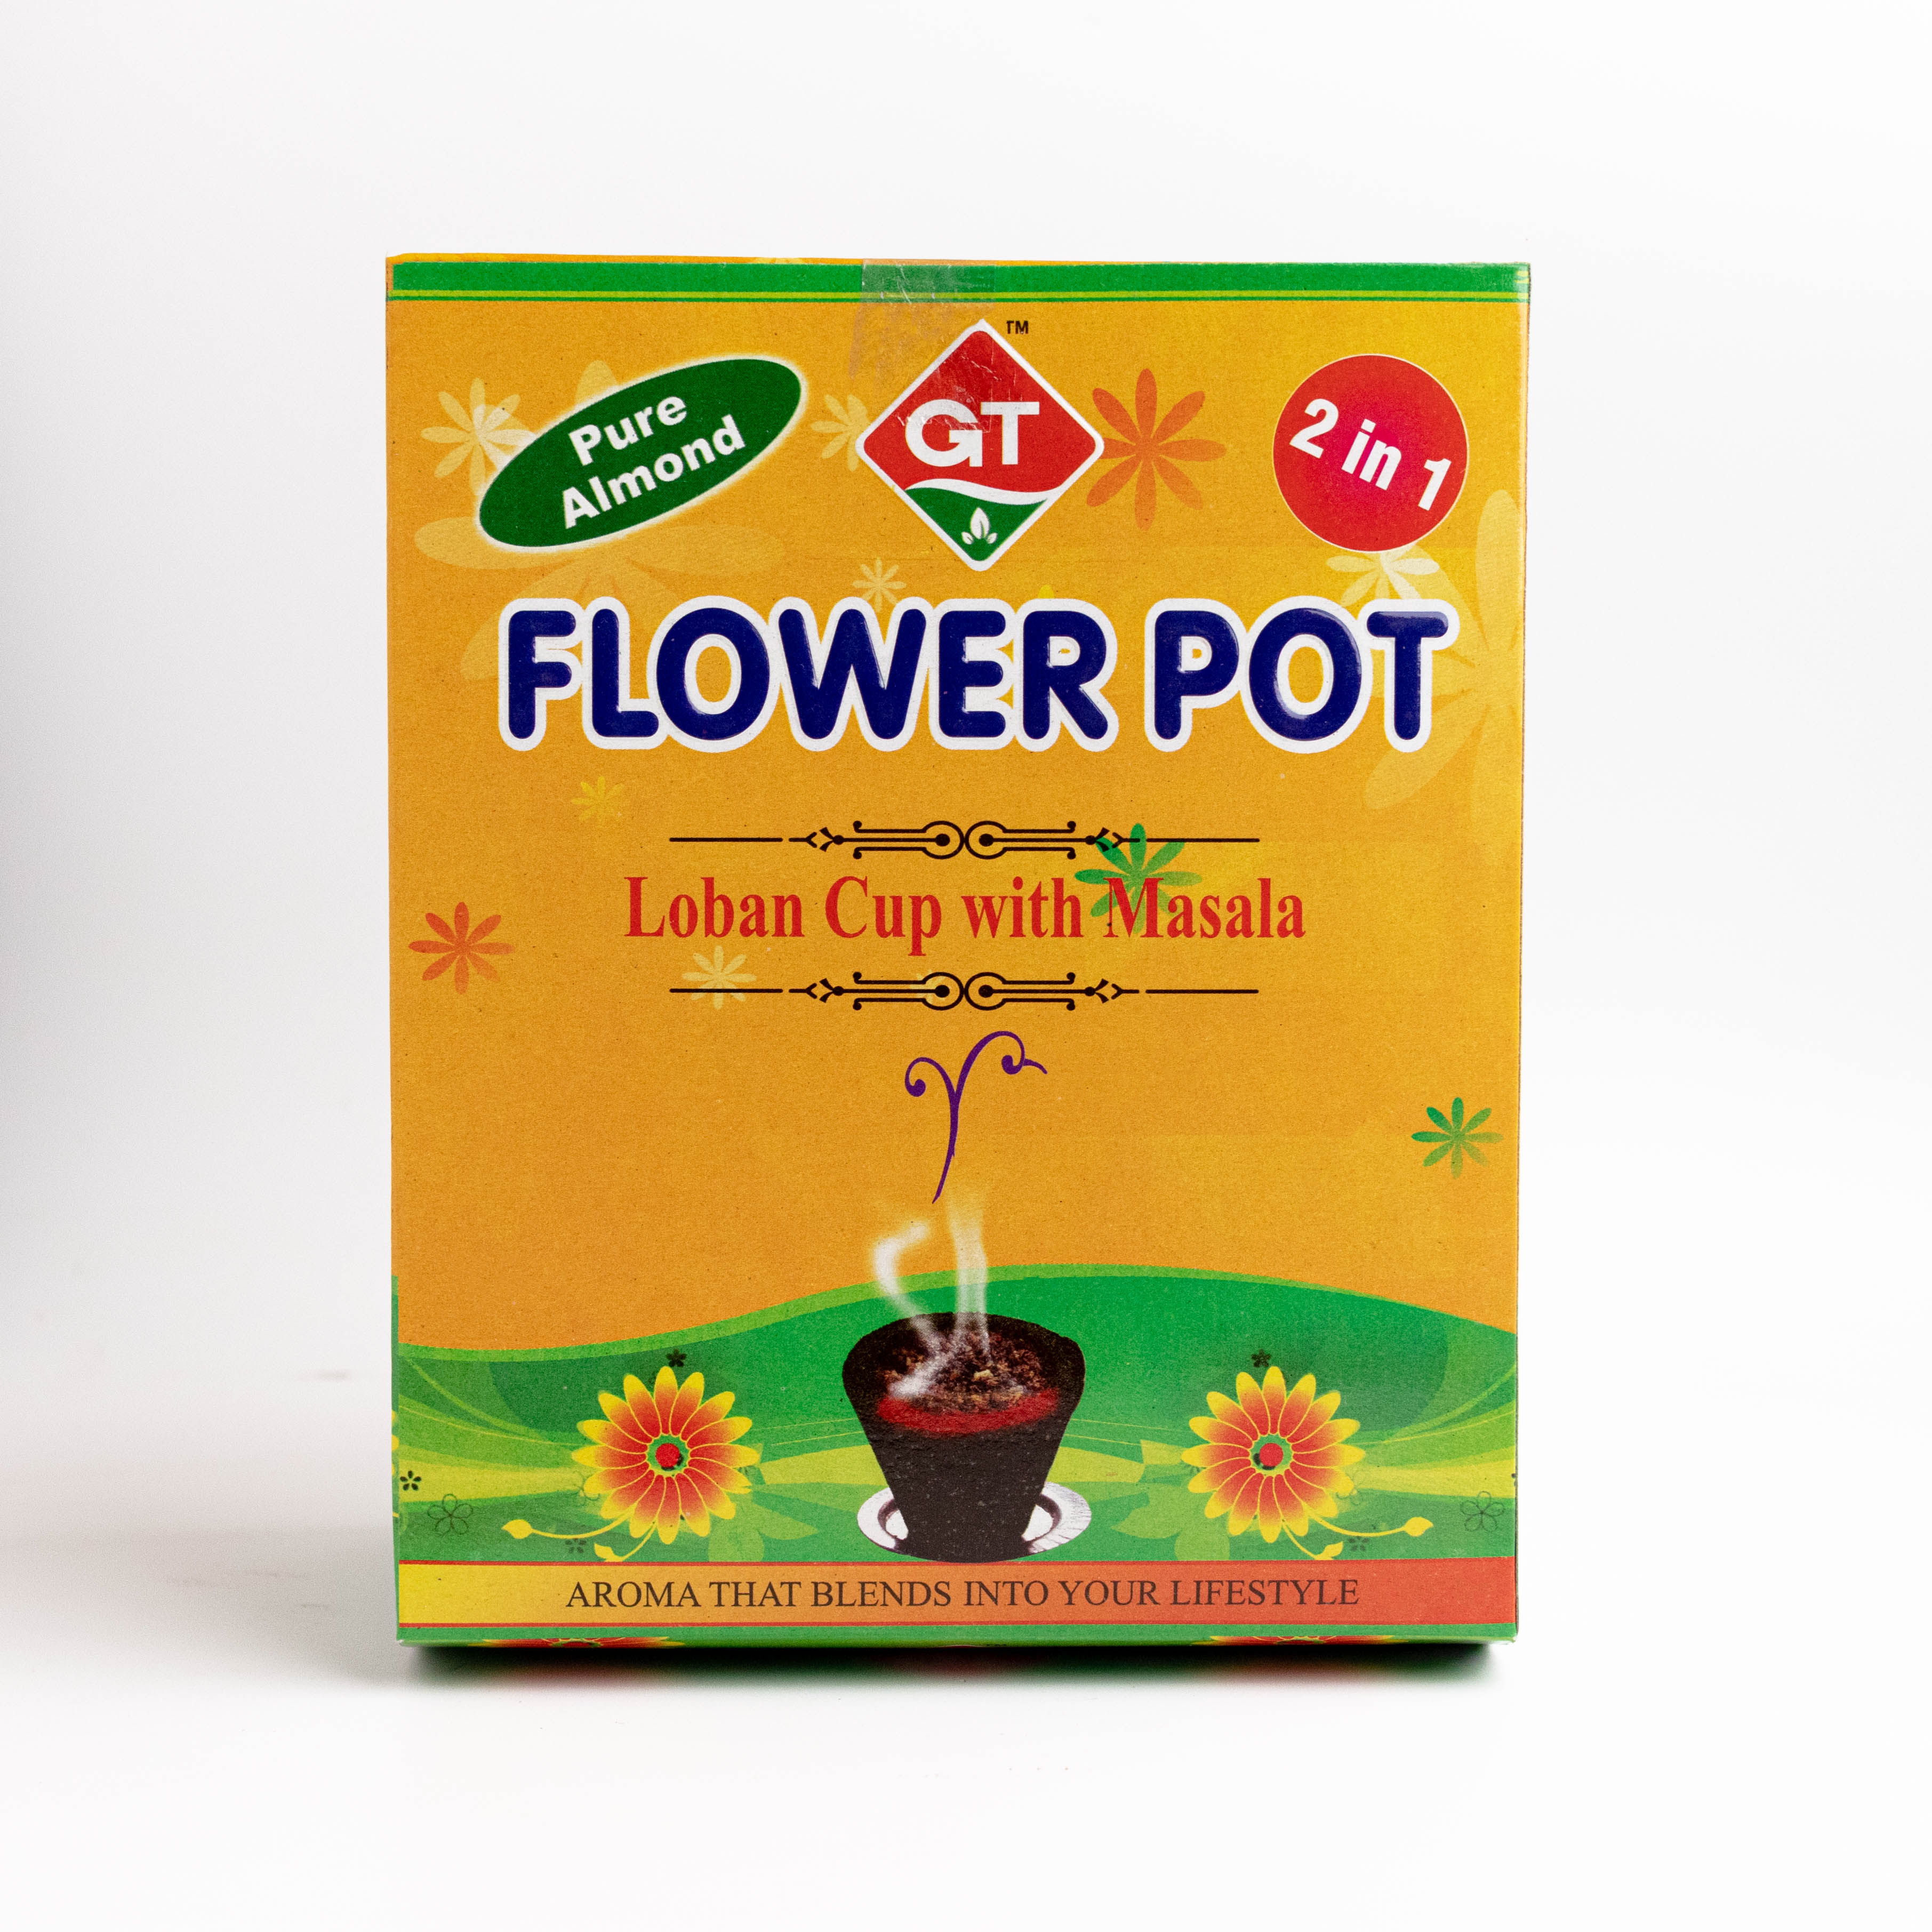 Pure
Almond
GT
TM
2 in 1
FLOWER POT
Loban Cup with Masala
AROMA THAT BLENDS INTO YOUR LIFESTYLE